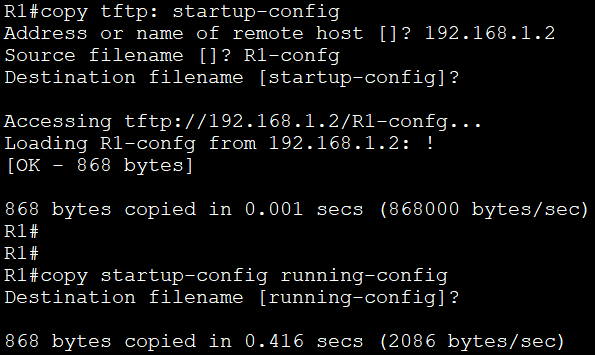 R1#copy tftp: startup-config
Address or name of remote host []? 192.168.1.2
Source filename []? R1-confg
Destination filename [startup-config]?
Accessing tftp://192.168.1.2/R1-confg...
Loading R1-confg from 192.168.1.2: !
[OK - 868 bytes]
868 bytes copied in 0.001 secs (868000 bytes/sec)
R1#
R1#
R1#copy startup-config running-config
Destination filename [running-config]?
868 bytes copied in 0.416 secs (2086 bytes/sec)